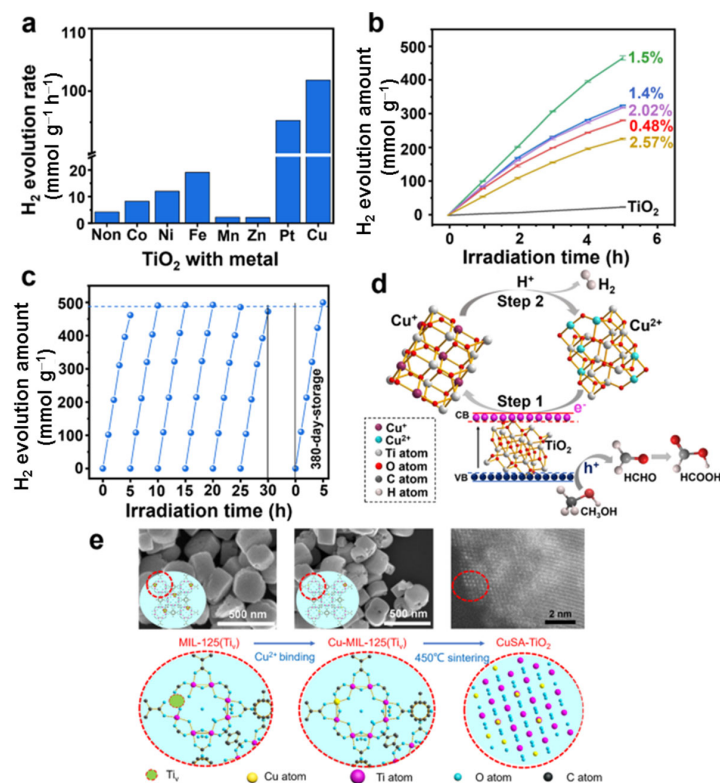 a
H₂ evolution rate
(mmol g⁻¹ h⁻¹)
110
100
20
10
0
Non Co Ni Fe Mn Zn Pt Cu
TiO₂ with metal
b
H₂ evolution amount
(mmol g⁻¹)
500
400
300
200
100
0
1.5%
1.4%
2.02%
0.48%
2.57%
TiO₂
0 2 4 6
Irradiation time (h)
c
H₂ evolution amount
(mmol g⁻¹)
500
400
300
200
100
0
380-day-storage
0 5 10 15 20 25 30 0 5
Irradiation time (h)
d
H⁺
H₂
Step 2
Cu⁺
Cu²⁺
Step 1
e⁻
CB
TiO₂
VB
h⁺
CH₃OH
HCHO
HCOOH
Cu⁺
Cu²⁺
Ti atom
O atom
C atom
H atom
e
500 nm
500 nm
2 nm
MIL-125(Tiᵥ)
Cu²⁺ binding
Cu-MIL-125(Tiᵥ)
450℃ sintering
CuSA-TiO₂
Tiᵥ
Cu atom
Ti atom
O atom
C atom